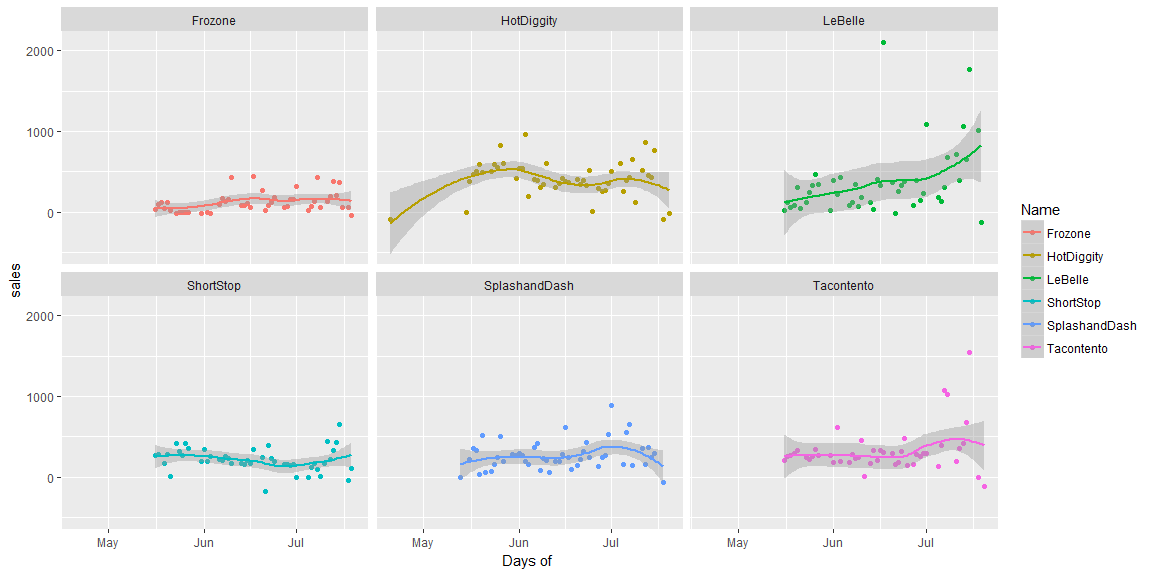 Frozone HotDiggity LeBelle
2000
1000
0
ShortStop SplashandDash Tacontento
2000
1000
0
May Jun Jul May Jun Jul May Jun Jul
Days of
sales
Name
Frozone
HotDiggity
LeBelle
ShortStop
SplashandDash
Tacontento